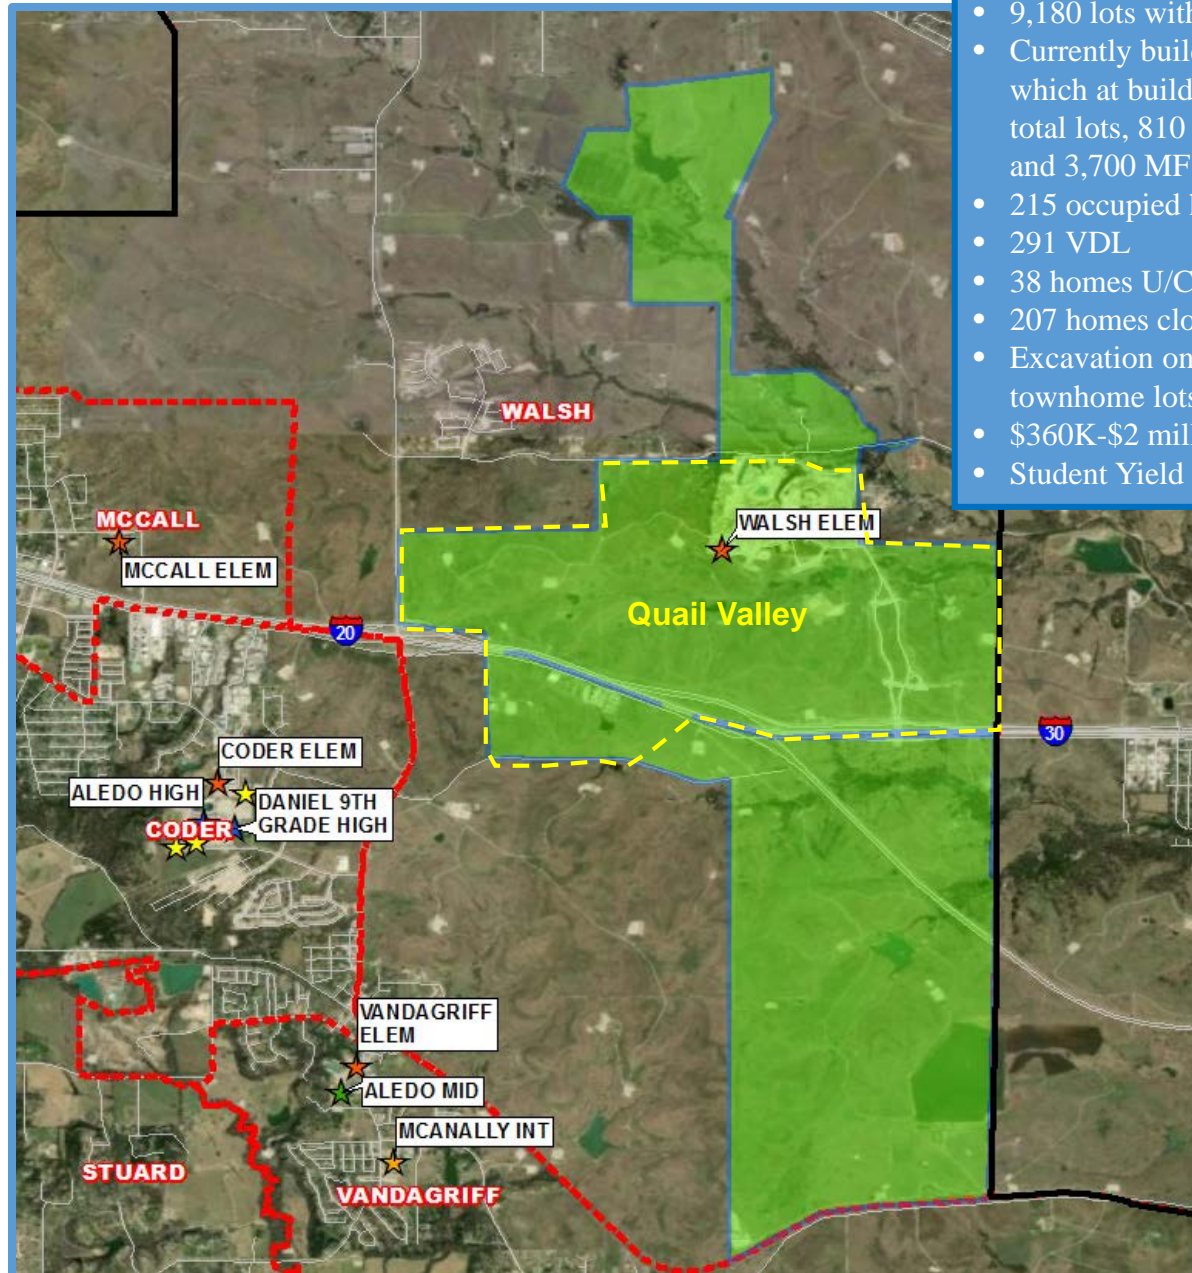 • 9,180 lots with
• Currently buil
which at build
total lots, 810
and 3,700 MF
• 215 occupied
• 291 VDL
• 38 homes U/C
• 207 homes clo
• Excavation on
townhome lots
• $360K-$2 mill
• Student Yield
WALSH
MCCALL
MCCALL ELEM
WALSH ELEM
Quail Valley
20
30
CODER ELEM
ALEDO HIGH
DANIEL 9TH
GRADE HIGH
CODER
VANDAGRIFF
ELEM
ALEDO MID
MCANALLY INT
STUARD
VANDAGRIFF